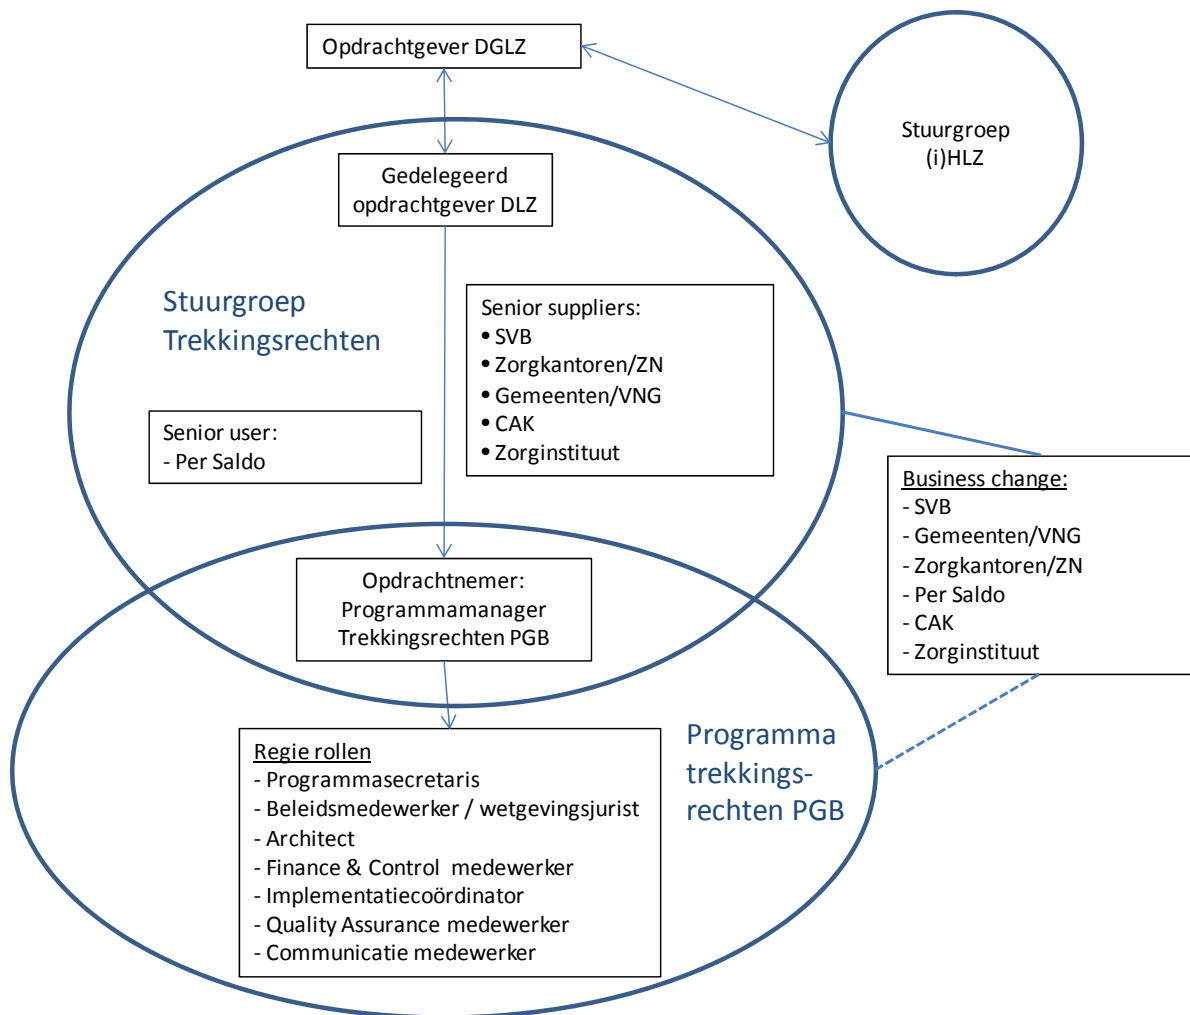 Opdrachtgever DGLZ
Stuurgroep
(i)HLZ
Gedelegeerd
opdrachtgever DLZ
Stuurgroep
Trekkingsrechten
Senior suppliers:
• SVB
• Zorgkantoren/ZN
• Gemeenten/VNG
• CAK
• Zorginstituut
Senior user:
- Per Saldo
Business change:
- SVB
- Gemeenten/VNG
- Zorgkantoren/ZN
- Per Saldo
- CAK
- Zorginstituut
Opdrachtnemer:
Programmamanager
Trekkingsrechten PGB
Programma
trekkings-
rechten PGB
Regie rollen
- Programmasecretaris
- Beleidsmedewerker / wetgevingsjurist
- Architect
- Finance & Control medewerker
- Implementatiecoördinator
- Quality Assurance medewerker
- Communicatie medewerker